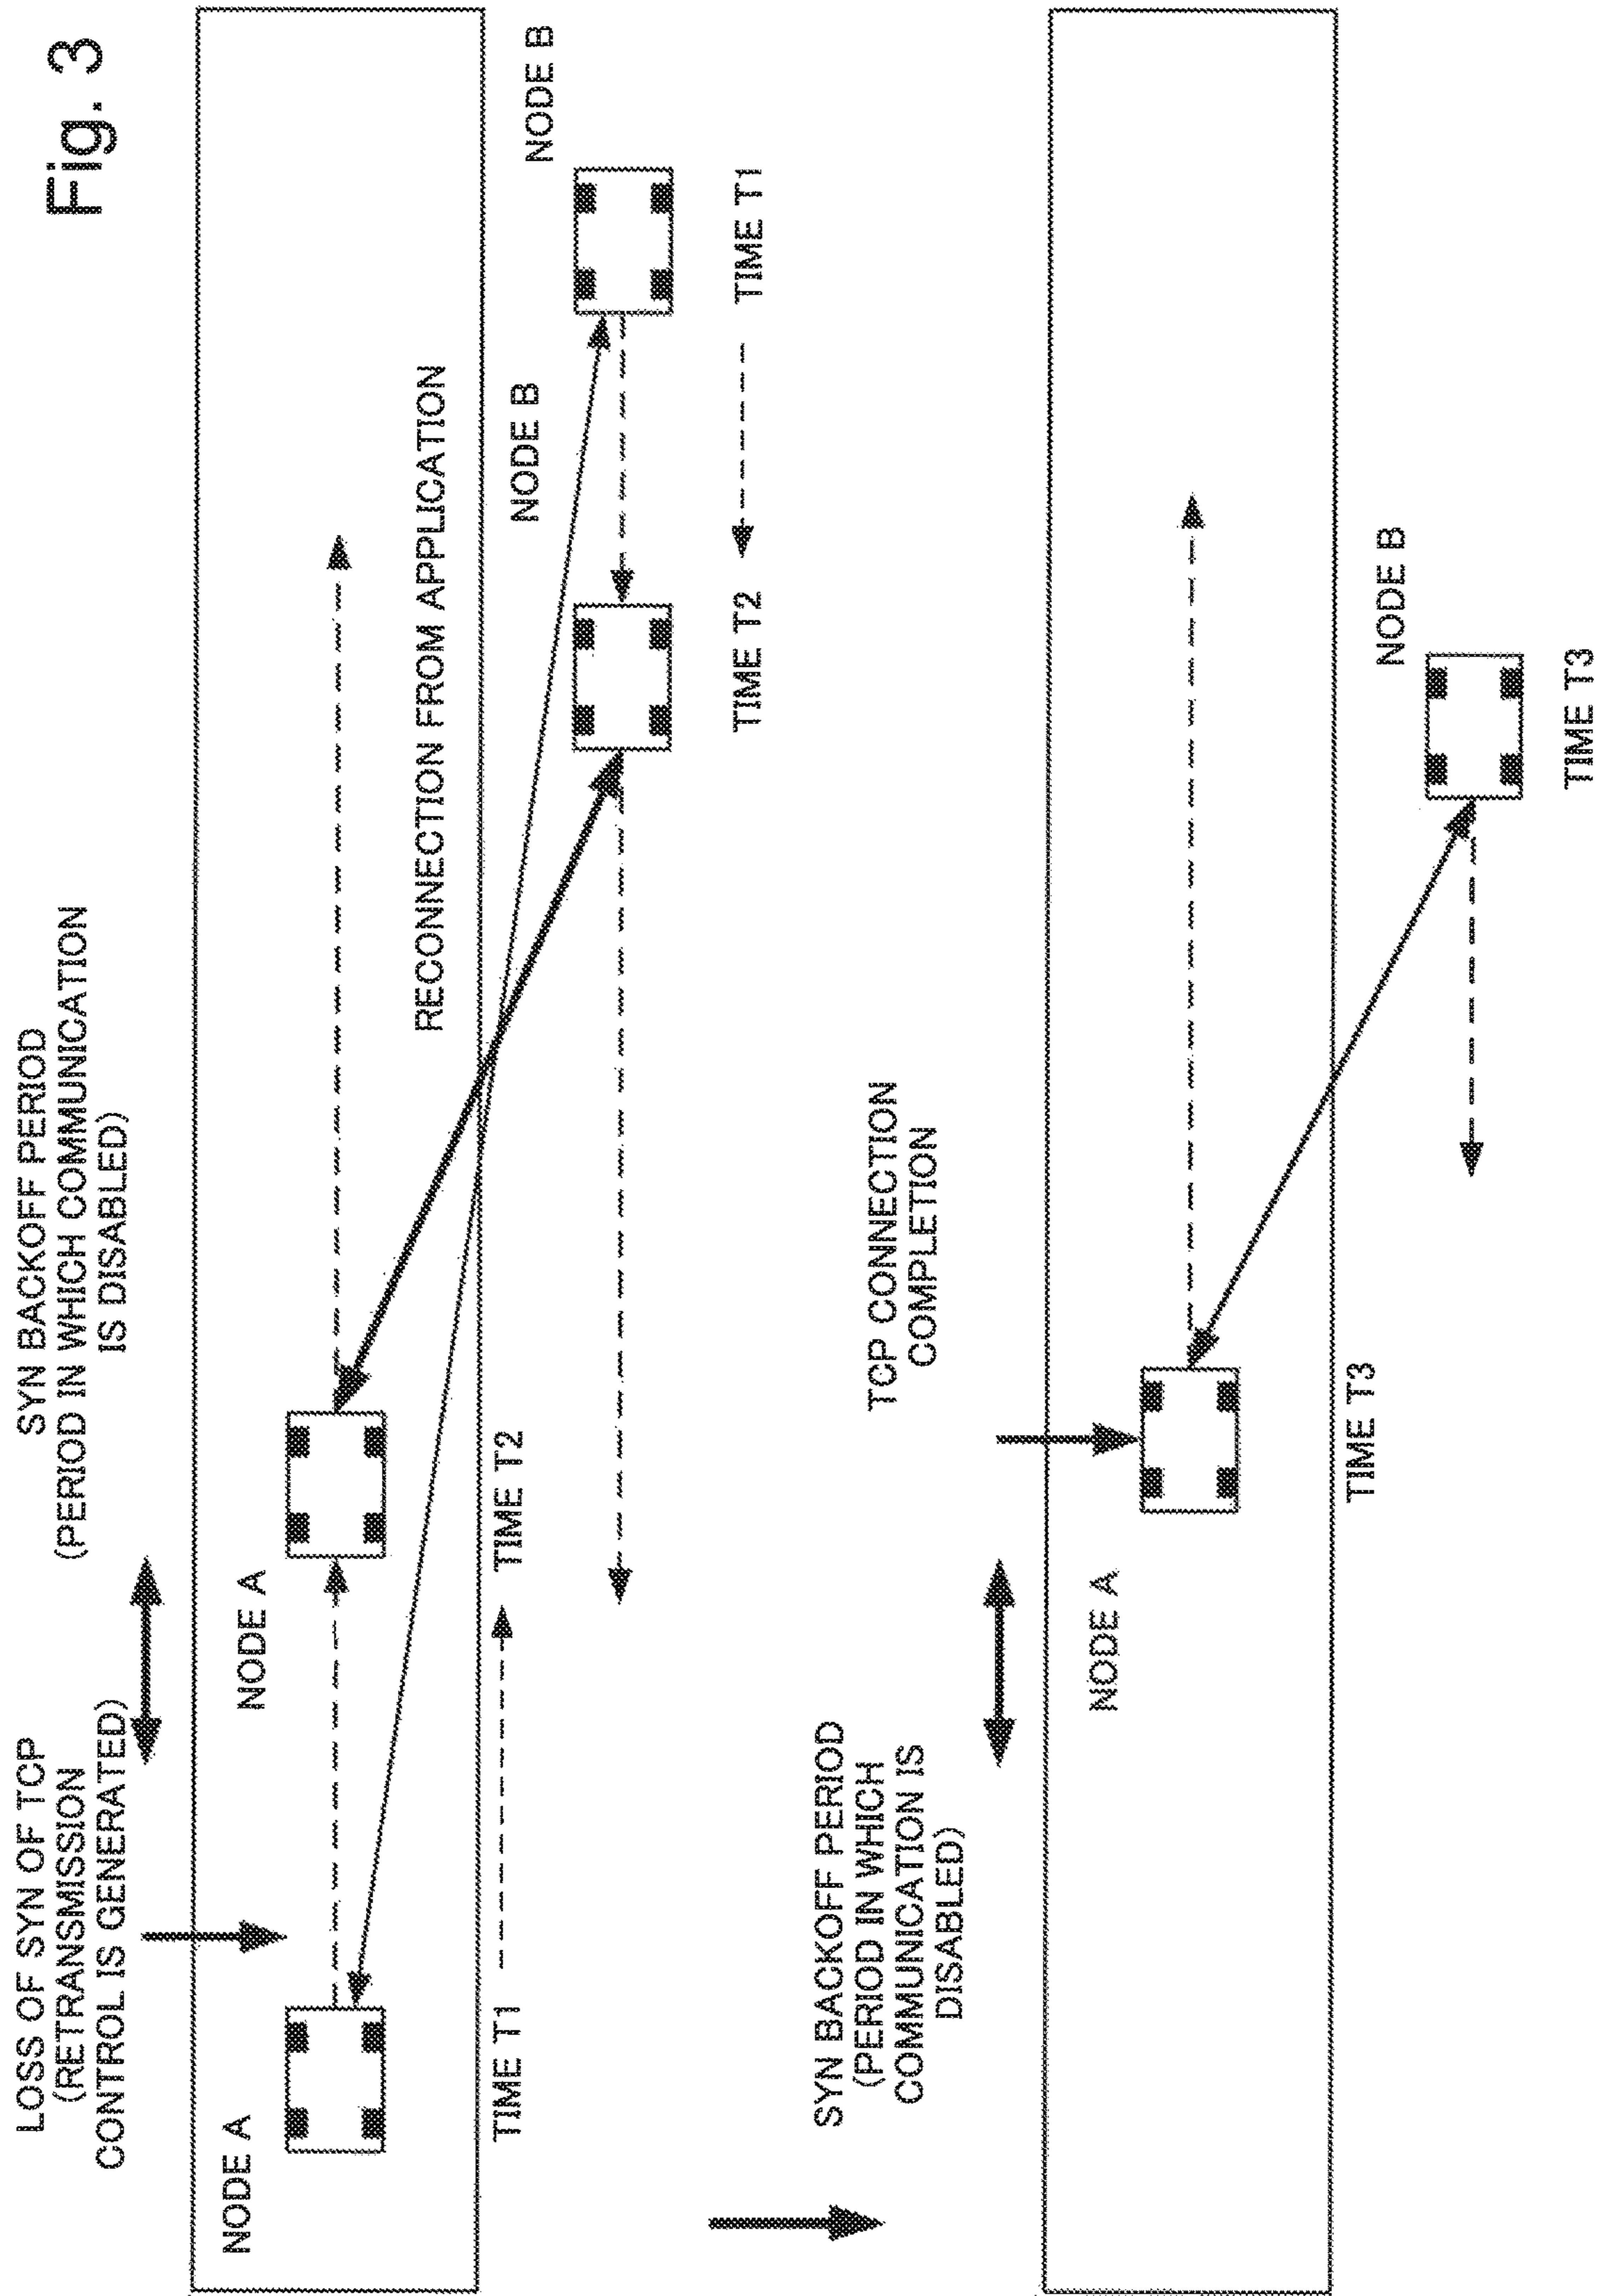 Fig. 3
LOSS OF SYN OF TCP
(RETRANSMISSION
CONTROL IS GENERATED)
SYN BACKOFF PERIOD
(PERIOD IN WHICH COMMUNICATION
IS DISABLED)
NODE A
NODE A
RECONNECTION FROM APPLICATION
TIME T1
TIME T2
NODE B
NODE B
TIME T2
TIME T1
SYN BACKOFF PERIOD
(PERIOD IN WHICH
COMMUNICATION IS
DISABLED)
TCP CONNECTION
COMPLETION
NODE A
TIME T3
NODE B
TIME T3